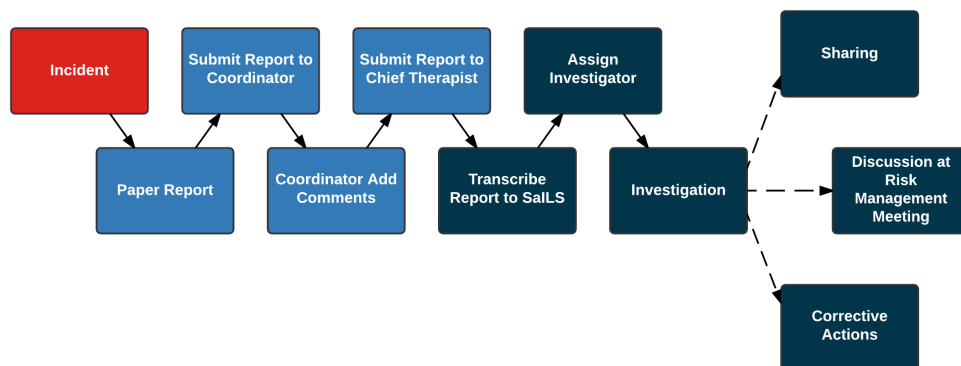 Incident
Paper Report
Submit Report to
Coordinator
Coordinator Add
Comments
Submit Report to
Chief Therapist
Transcribe
Report to SaILS
Assign
Investigator
Investigation
Sharing
Discussion at
Risk
Management
Meeting
Corrective
Actions